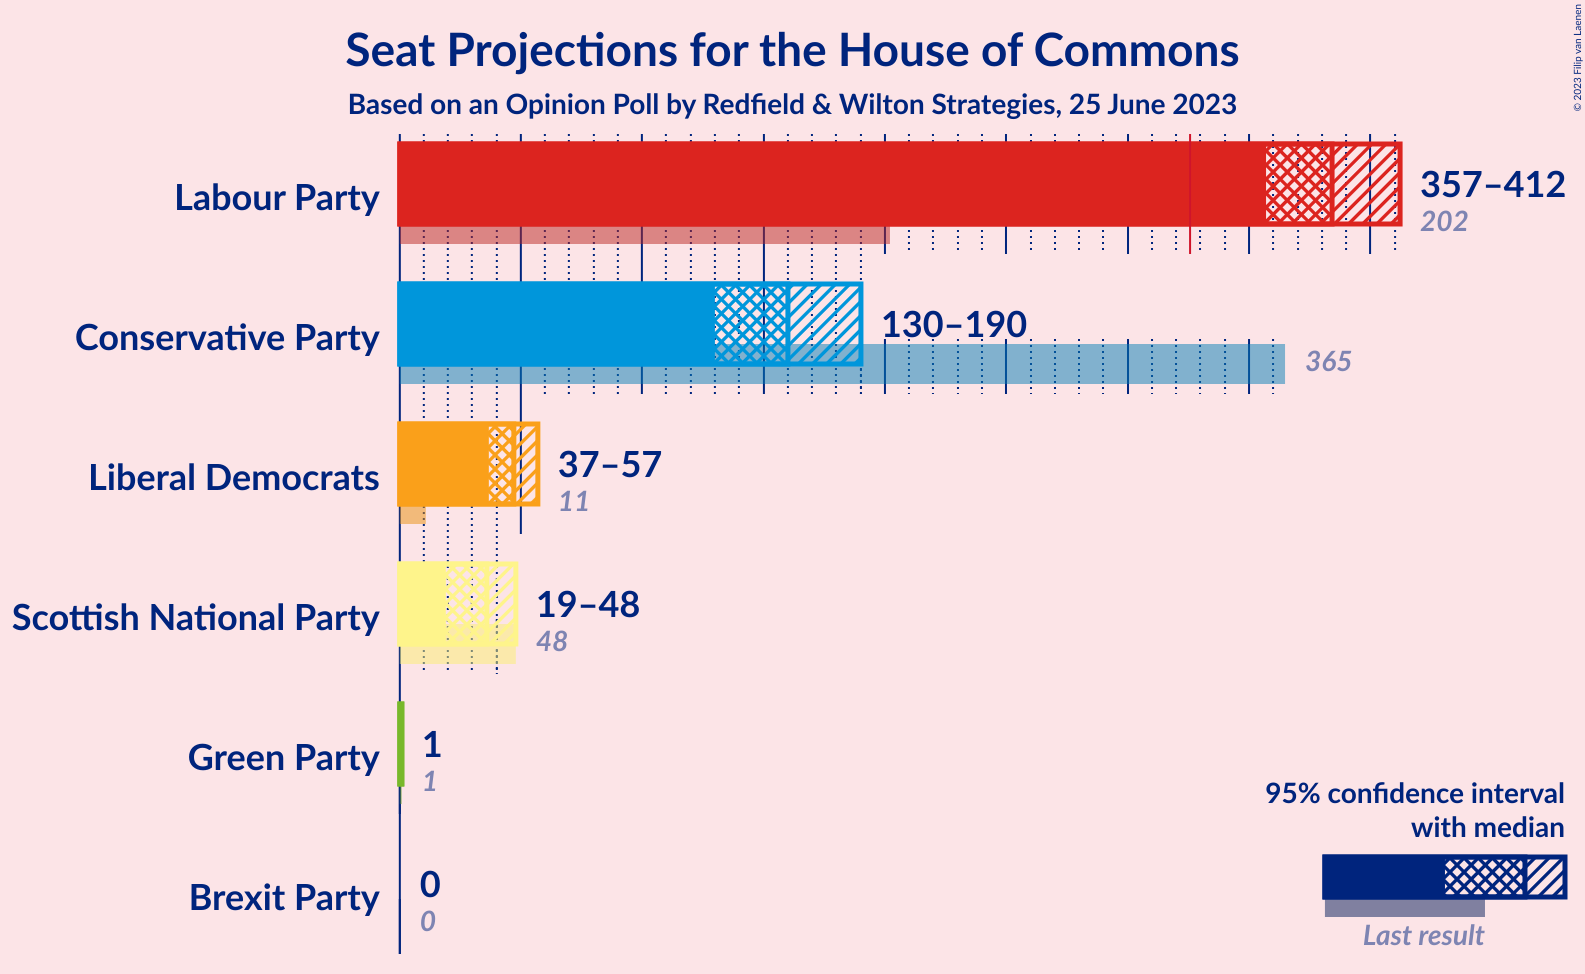 Seat Projections for the House of Commons
Based on an Opinion Poll by Redfield & Wilton Strategies, 25 June 2023
© 2023 Filip van Laenen
Labour Party
357–412
202
Conservative Party
130–190
365
Liberal Democrats
37–57
11
Scottish National Party
19–48
48
Green Party
1
1
Brexit Party
0
0
95% confidence interval
with median
Last result